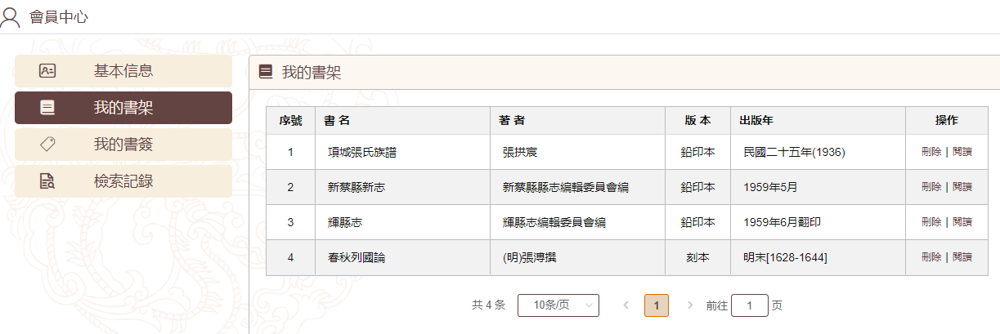 會員中心
基本信息
我的書架
我的書簽
檢索記録
我的書架
序號 書 名 著 者 版 本 出版年 操作
1 項城張氏族譜 張拱宸 鉛印本 民國二十五年(1936) 刪除 | 閱讀
2 新蔡縣新志 新蔡縣縣志編輯委員會編 鉛印本 1959年5月 刪除 | 閱讀
3 輝縣志 輝縣志編輯委員會編 鉛印本 1959年6月翻印 刪除 | 閱讀
4 春秋列國論 (明)張溥撰 刻本 明末[1628-1644] 刪除 | 閱讀
共 4 条 10条/页 1 前往 1 页